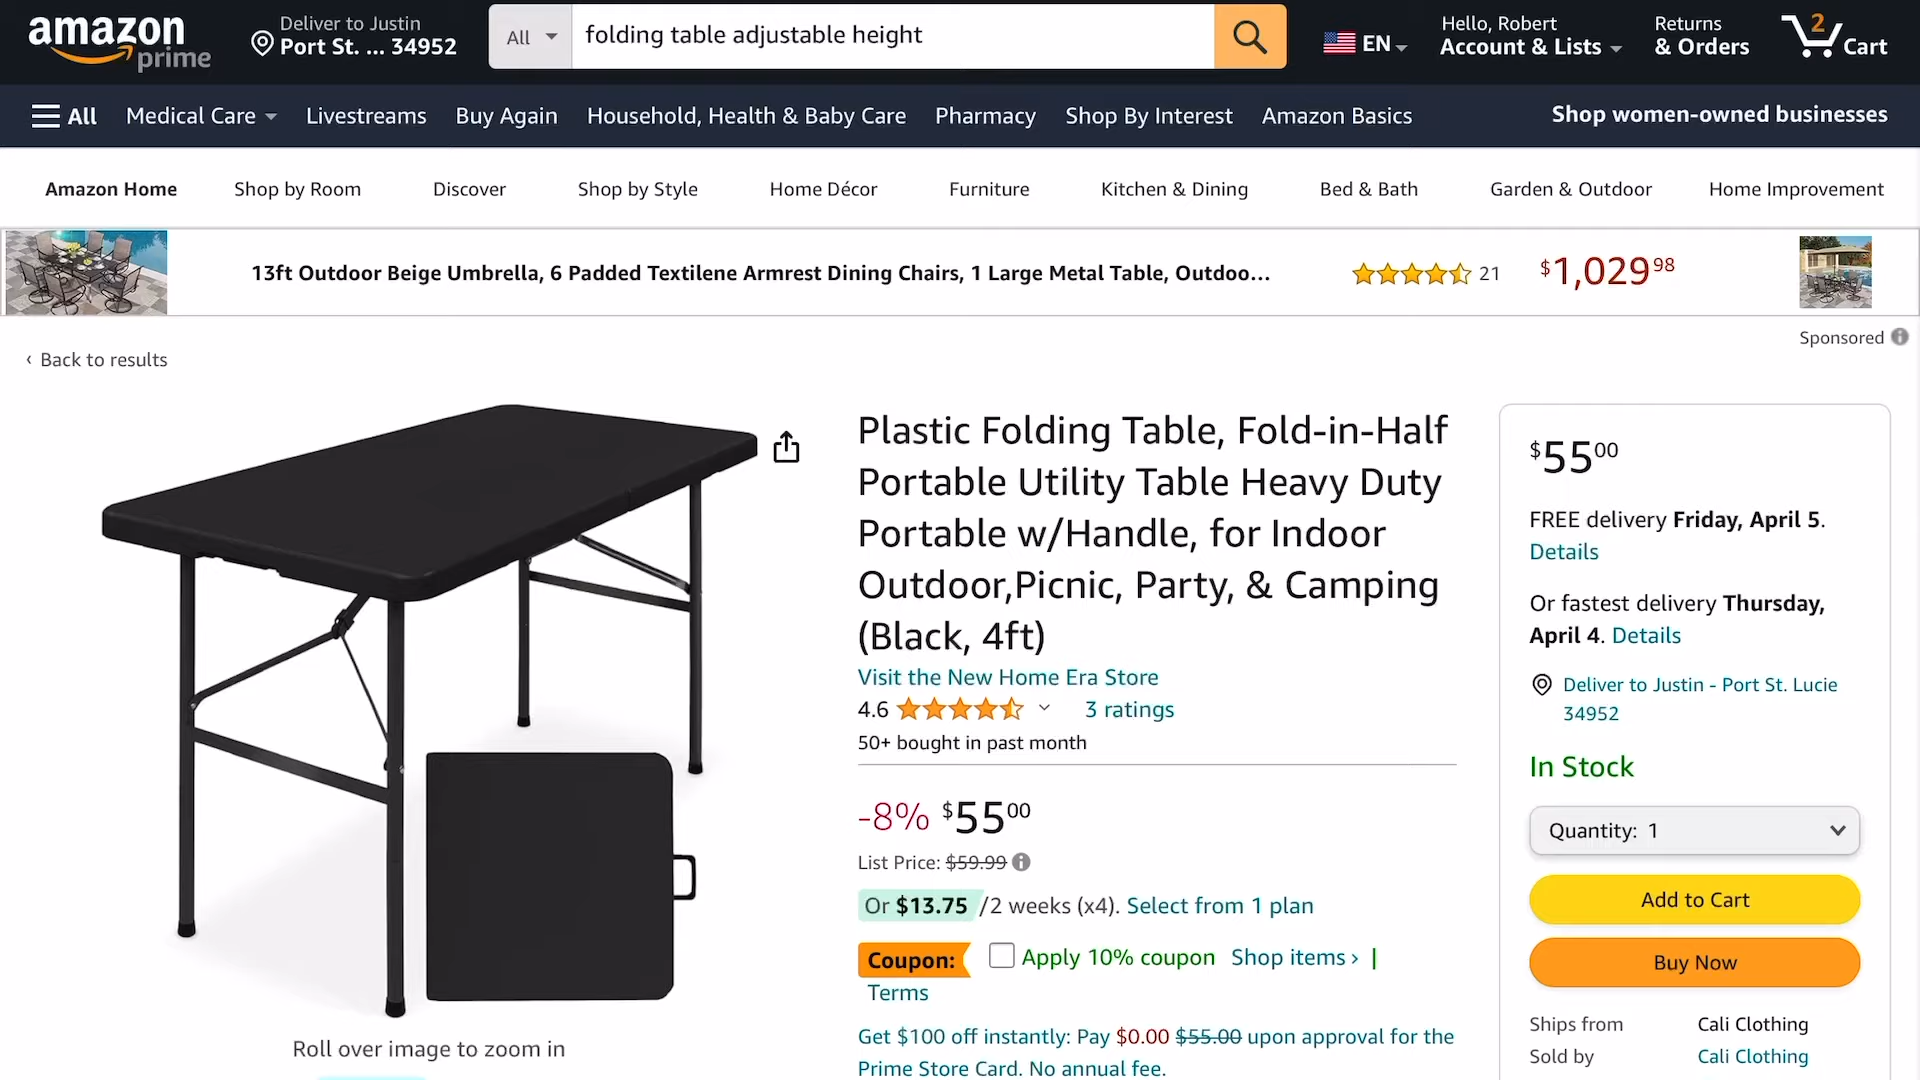 amazon
prime
Deliver to Justin
Port St. ... 34952
All
folding table adjustable height
EN
Hello, Robert
Account & Lists
Returns
& Orders
2
Cart
All
Medical Care
Livestreams
Buy Again
Household, Health & Baby Care
Pharmacy
Shop By Interest
Amazon Basics
Shop women-owned businesses
Amazon Home
Shop by Room
Discover
Shop by Style
Home Décor
Furniture
Kitchen & Dining
Bed & Bath
Garden & Outdoor
Home Improvement
13ft Outdoor Beige Umbrella, 6 Padded Textilene Armrest Dining Chairs, 1 Large Metal Table, Outdoo...
21
$1,029 98
Sponsored
‹ Back to results
Plastic Folding Table, Fold-in-Half
Portable Utility Table Heavy Duty
Portable w/Handle, for Indoor
Outdoor,Picnic, Party, & Camping
(Black, 4ft)
Visit the New Home Era Store
4.6
3 ratings
50+ bought in past month
-8% $55 00
List Price: $59.99
Or $13.75 /2 weeks (x4). Select from 1 plan
Coupon: Apply 10% coupon Shop items › |
Terms
Get $100 off instantly: Pay $0.00 $55.00 upon approval for the
Prime Store Card. No annual fee.
Roll over image to zoom in
$55 00
FREE delivery Friday, April 5.
Details
Or fastest delivery Thursday,
April 4. Details
Deliver to Justin - Port St. Lucie
34952
In Stock
Quantity: 1
Add to Cart
Buy Now
Ships from Cali Clothing
Sold by Cali Clothing